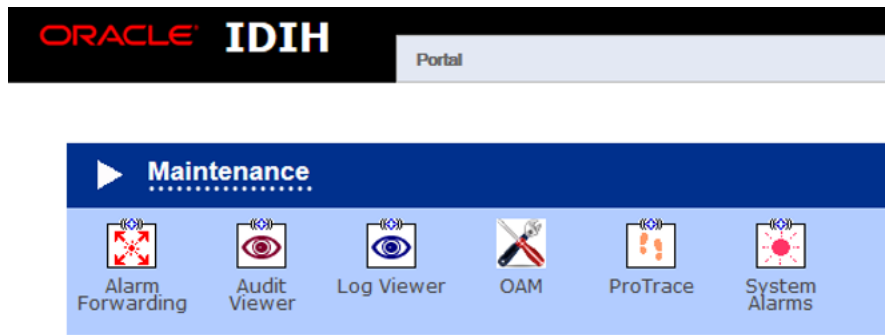 ORACLE IDIH
Portal
Maintenance
Alarm
Forwarding
Audit
Viewer
Log Viewer
OAM
ProTrace
System
Alarms